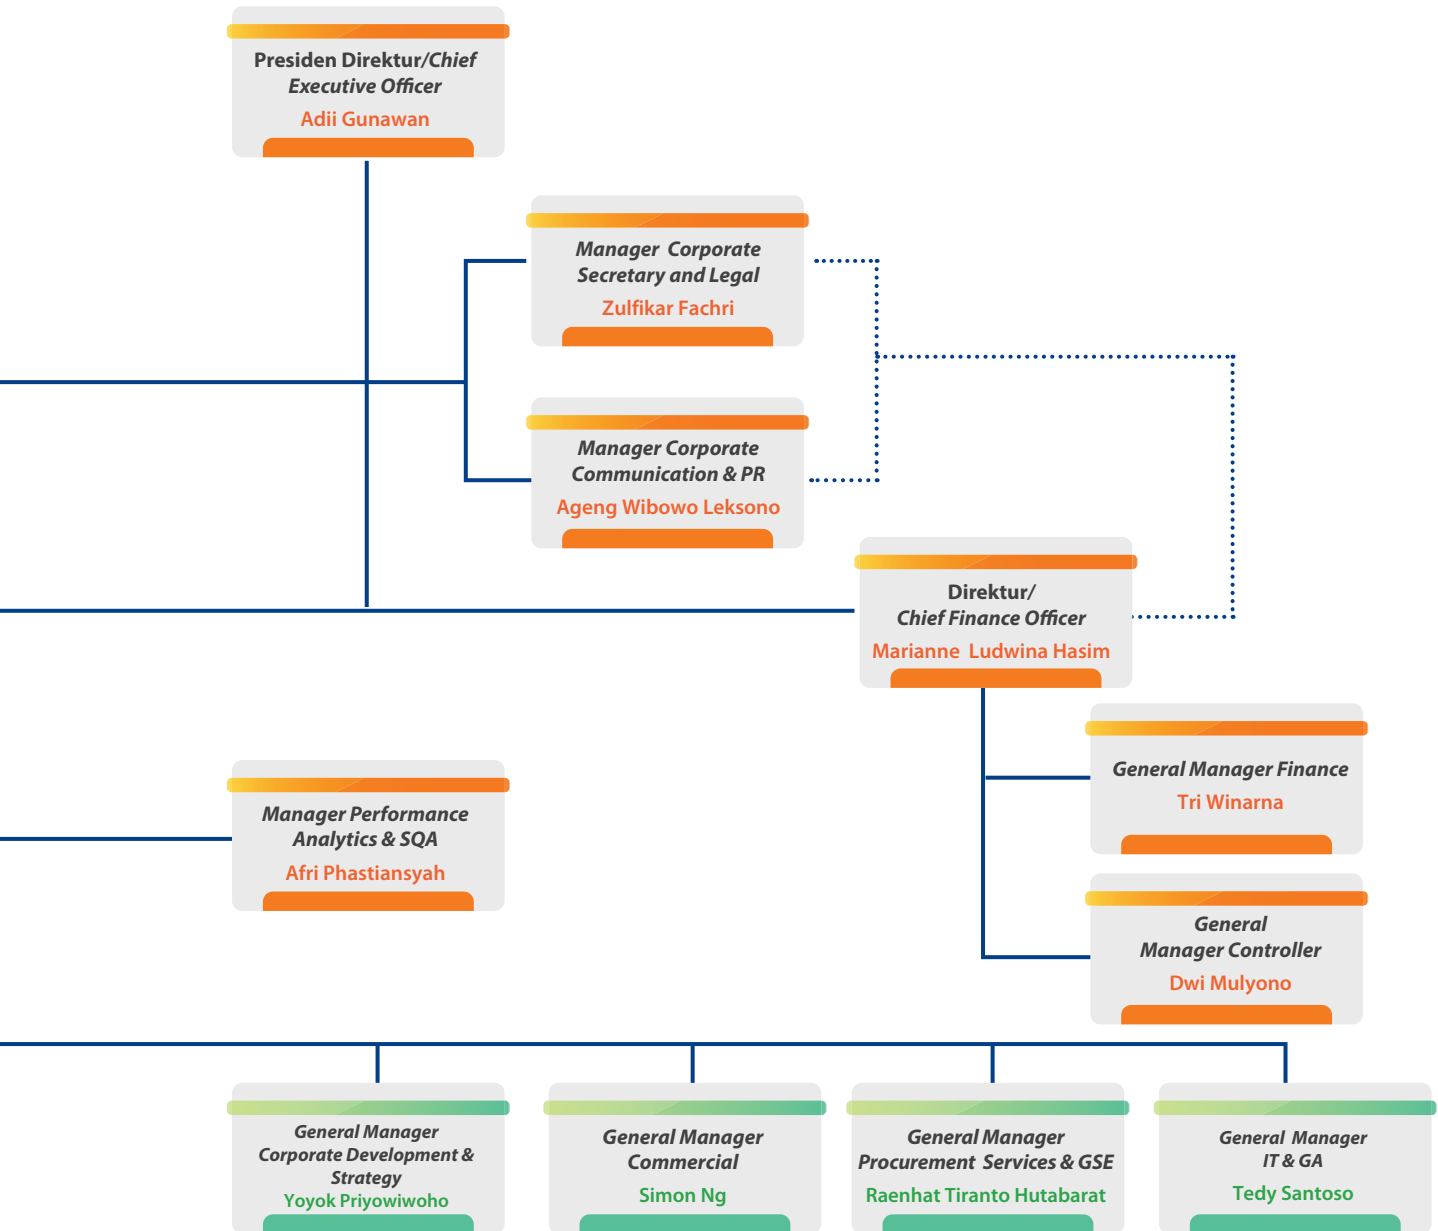 Presiden Direktur/Chief
Executive Officer
Adii Gunawan
Manager Corporate
Secretary and Legal
Zulfikar Fachri
Manager Corporate
Communication & PR
Ageng Wibowo Leksono
Direktur/
Chief Finance Officer
Marianne Ludwina Hasim
General Manager Finance
Tri Winarna
Manager Performance
Analytics & SQA
Afri Phastiansyah
General
Manager Controller
Dwi Mulyono
General Manager
Corporate Development &
Strategy
Yoyok Priyowiwoho
General Manager
Commercial
Simon Ng
General Manager
Procurement Services & GSE
Raenhat Tiranto Hutabarat
General Manager
IT & GA
Tedy Santoso